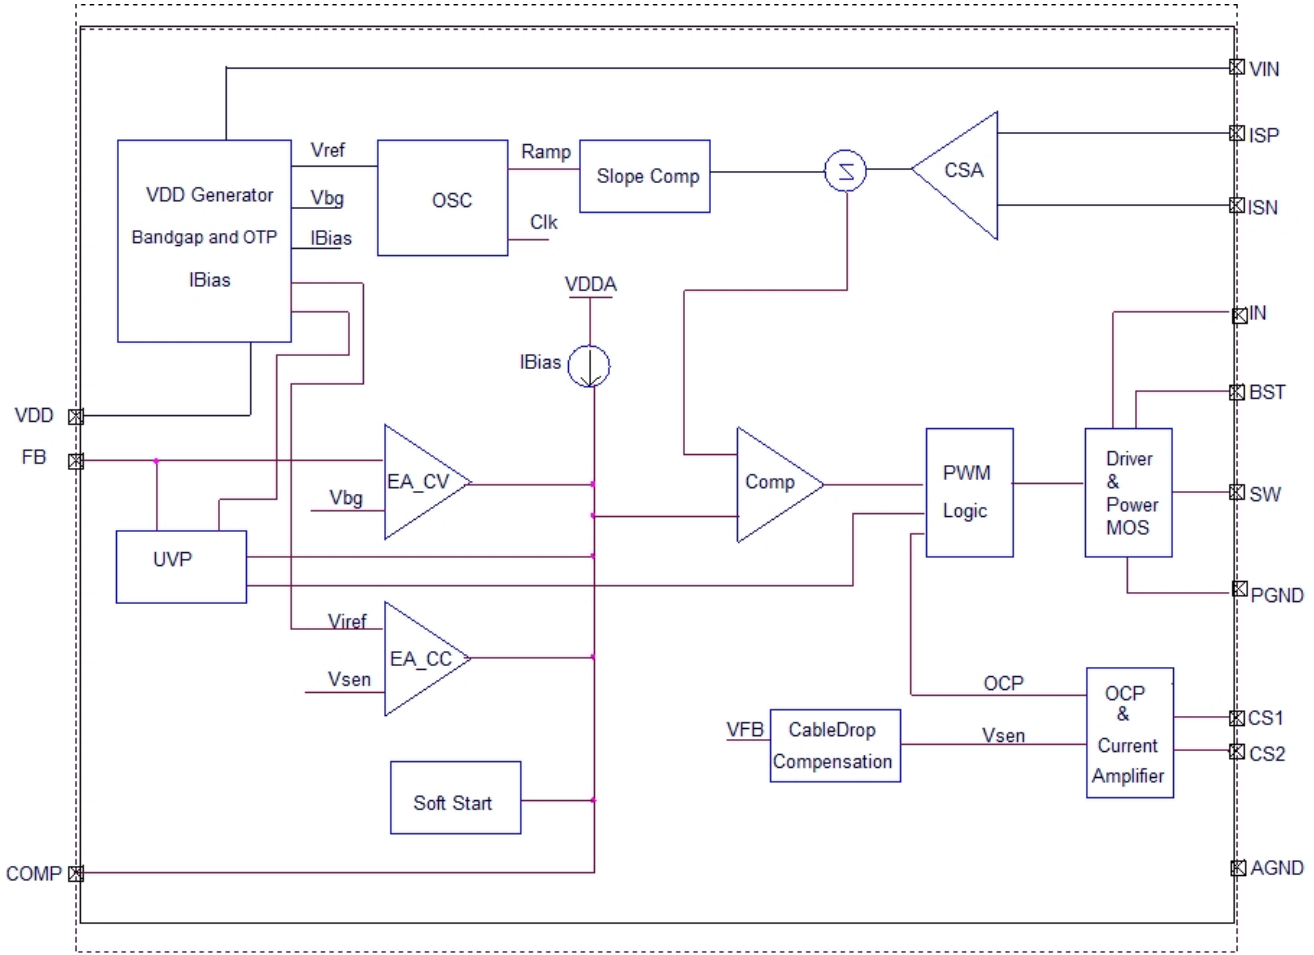 VIN
ISP
Vref
Ramp
VDD Generator
OSC
Slope Comp
Σ
CSA
Vbg
ISN
Clk
Bandgap and OTP
IBias
IBias
VDDA
IN
IBias
BST
VDD
FB
EA_CV
Vbg
Comp
PWM
Logic
Driver
&
Power
MOS
SW
UVP
PGND
Viref
EA_CC
Vsen
OCP
OCP
&
Current
Amplifier
CS1
VFB
CableDrop
Compensation
Vsen
CS2
Soft Start
COMP
AGND